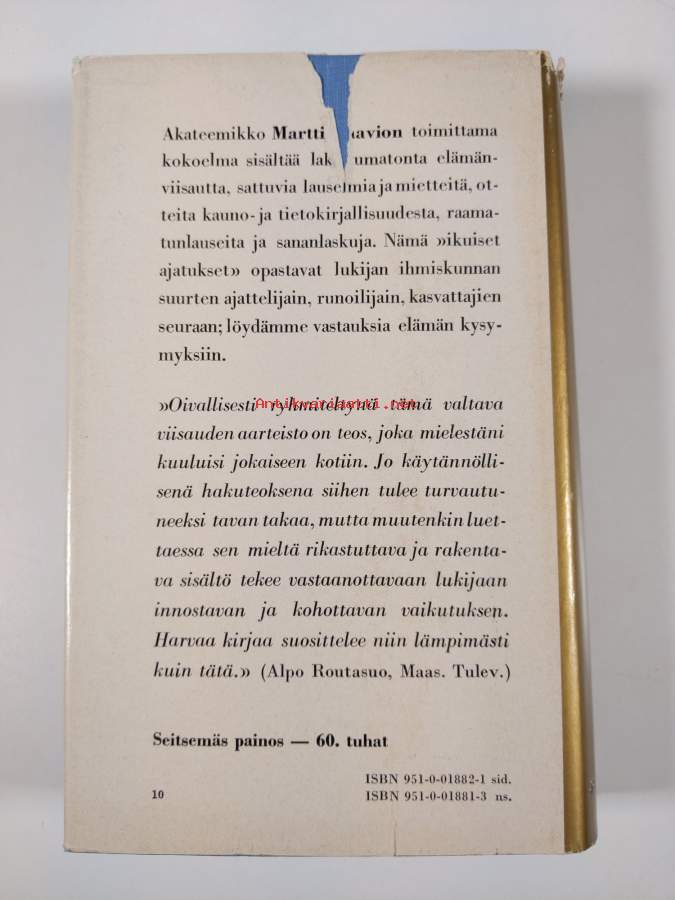 Akateemikko Martti avion toimittama
kokoelma sisältää lak umatonta elämän-
viisautta, sattuvia lauselmia ja mietteitä, ot-
teita kauno- ja tietokirjallisuudesta, raama-
tunlauseita ja sananlaskuja. Nämä »ikuiset
ajatukset» opastavat lukijan ihmiskunnan
suurten ajattelijain, runoilijain, kasvattajien
seuraan; löydämme vastauksia elämän kysy-
myksiin.
»Oivallisesti ryhmiteltynä tämä valtava
Antikvariaatti.net
viisauden aarteisto on teos, joka mielestäni
kuuluisi jokaiseen kotiin. Jo käytännölli-
senä hakuteoksena siihen tulee turvautu-
neeksi tavan takaa, mutta muutenkin luet-
taessa sen mieltä rikastuttava ja rakenta-
va sisältö tekee vastaanottavaan lukijaan
innostavan ja kohottavan vaikutuksen.
Harvaa kirjaa suosittelee niin lämpimästi
kuin tätä.» (Alpo Routasuo, Maas. Tulev.)
Seitsemäs painos — 60. tuhat
ISBN 951-0-01882-1 sid.
10 ISBN 951-0-01881-3 ns.